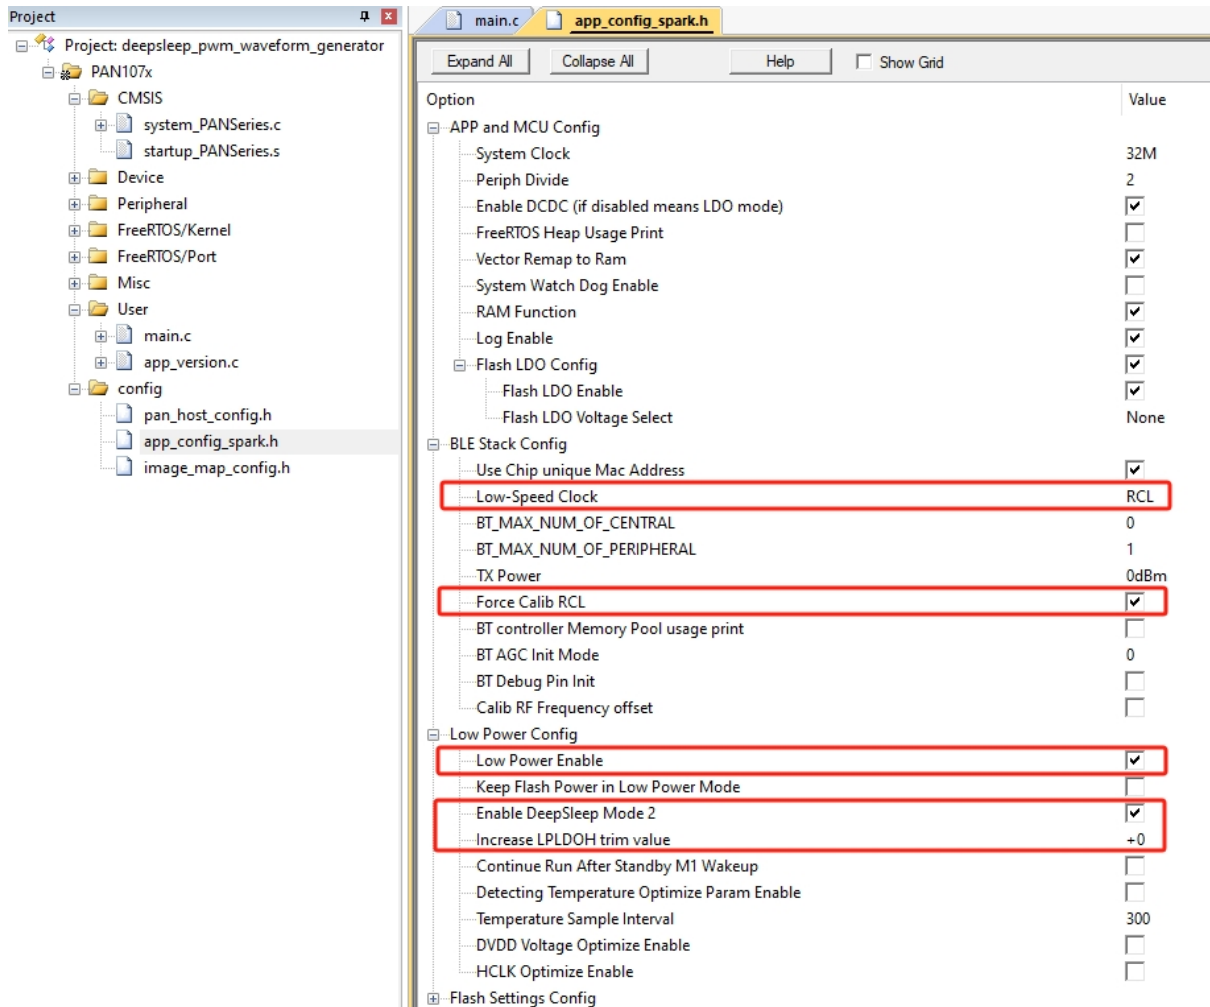 Project
Project: deepsleep_pwm_waveform_generator
PAN107x
CMSIS
system_PANSeries.c
startup_PANSeries.s
Device
Peripheral
FreeRTOS/Kernel
FreeRTOS/Port
Misc
User
main.c
app_version.c
config
pan_host_config.h
app_config_spark.h
image_map_config.h
main.c app_config_spark.h
Expand All Collapse All Help Show Grid
Option Value
APP and MCU Config
System Clock 32M
Periph Divide 2
Enable DCDC (if disabled means LDO mode)
FreeRTOS Heap Usage Print
Vector Remap to Ram
System Watch Dog Enable
RAM Function
Log Enable
Flash LDO Config
Flash LDO Enable
Flash LDO Voltage Select None
BLE Stack Config
Use Chip unique Mac Address
Low-Speed Clock RCL
BT_MAX_NUM_OF_CENTRAL 0
BT_MAX_NUM_OF_PERIPHERAL 1
TX Power 0dBm
Force Calib RCL
BT controller Memory Pool usage print
BT AGC Init Mode 0
BT Debug Pin Init
Calib RF Frequency offset
Low Power Config
Low Power Enable
Keep Flash Power in Low Power Mode
Enable DeepSleep Mode 2
Increase LPLDOH trim value +0
Continue Run After Standby M1 Wakeup
Detecting Temperature Optimize Param Enable
Temperature Sample Interval 300
DVDD Voltage Optimize Enable
HCLK Optimize Enable
Flash Settings Config